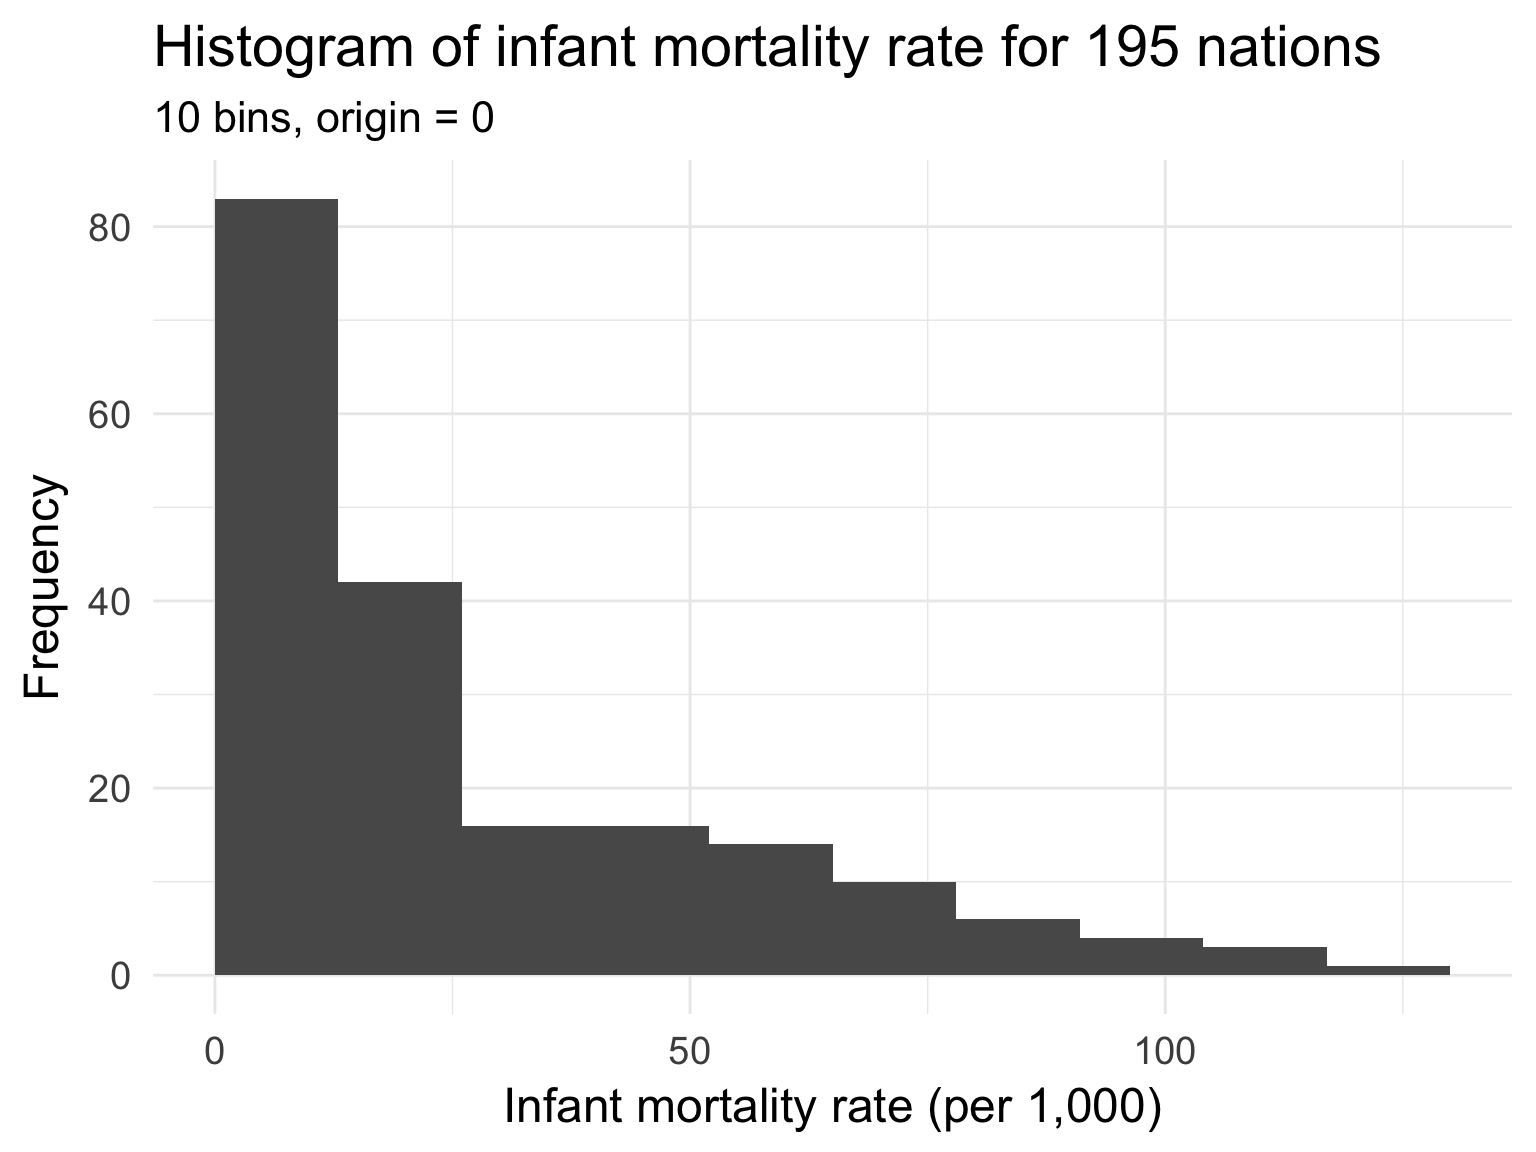 Histogram of infant mortality rate for 195 nations
10 bins, origin = 0
80
60
40
20
0
Frequency
0 50 100
Infant mortality rate (per 1,000)